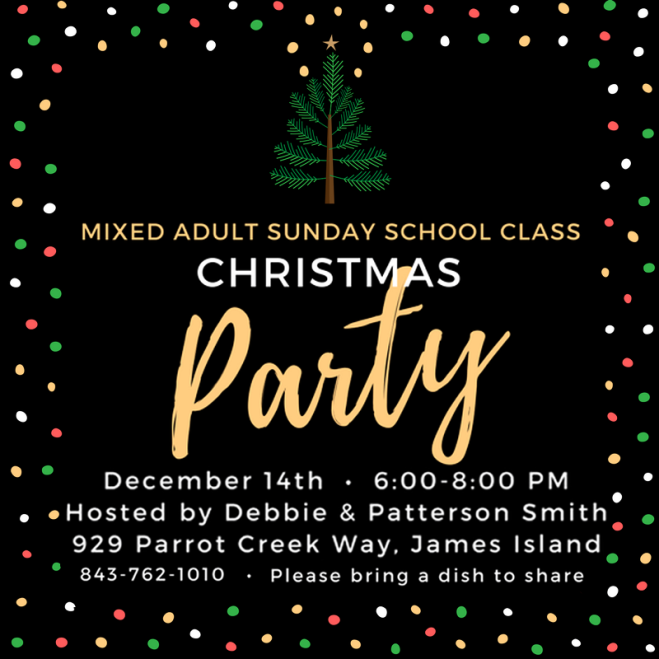 MIXED ADULT SUNDAY SCHOOL CLASS
CHRISTMAS
Party
December 14th • 6:00-8:00 PM
Hosted by Debbie & Patterson Smith
929 Parrot Creek Way, James Island
843-762-1010 • Please bring a dish to share